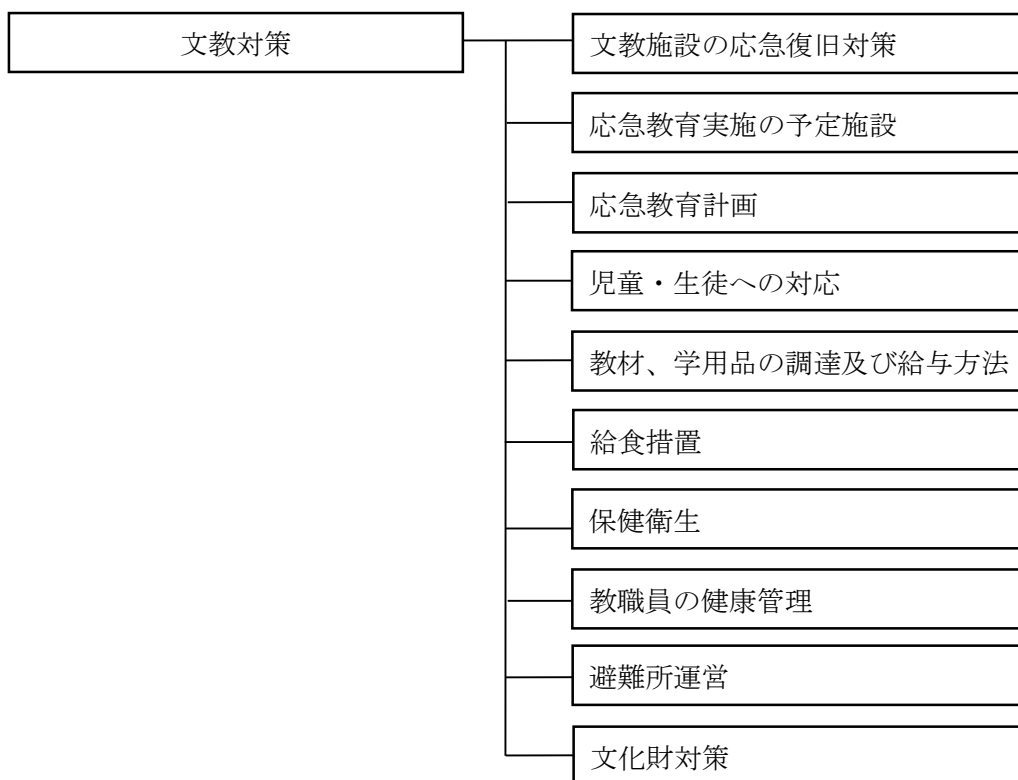 文教対策
文教施設の応急復旧対策
応急教育実施の予定施設
応急教育計画
児童・生徒への対応
教材、学用品の調達及び給与方法
給食措置
保健衛生
教職員の健康管理
避難所運営
文化財対策